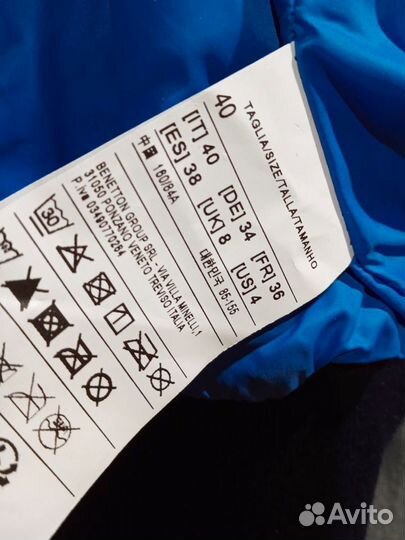 TAGLIA/SIZE/TALLA/TAMANHO
40
[IT] 40 [DE] 34 [FR] 36
[ES] 38 [UK] 8 [US] 4
中国 160/84A 대한민국 85-155
BENETTON GROUP SRL - VIA VILLA MINELLI,1
31050 PONZANO VENETO TREVISO/ITALIA
P.IVA 03490770264
30
Avito